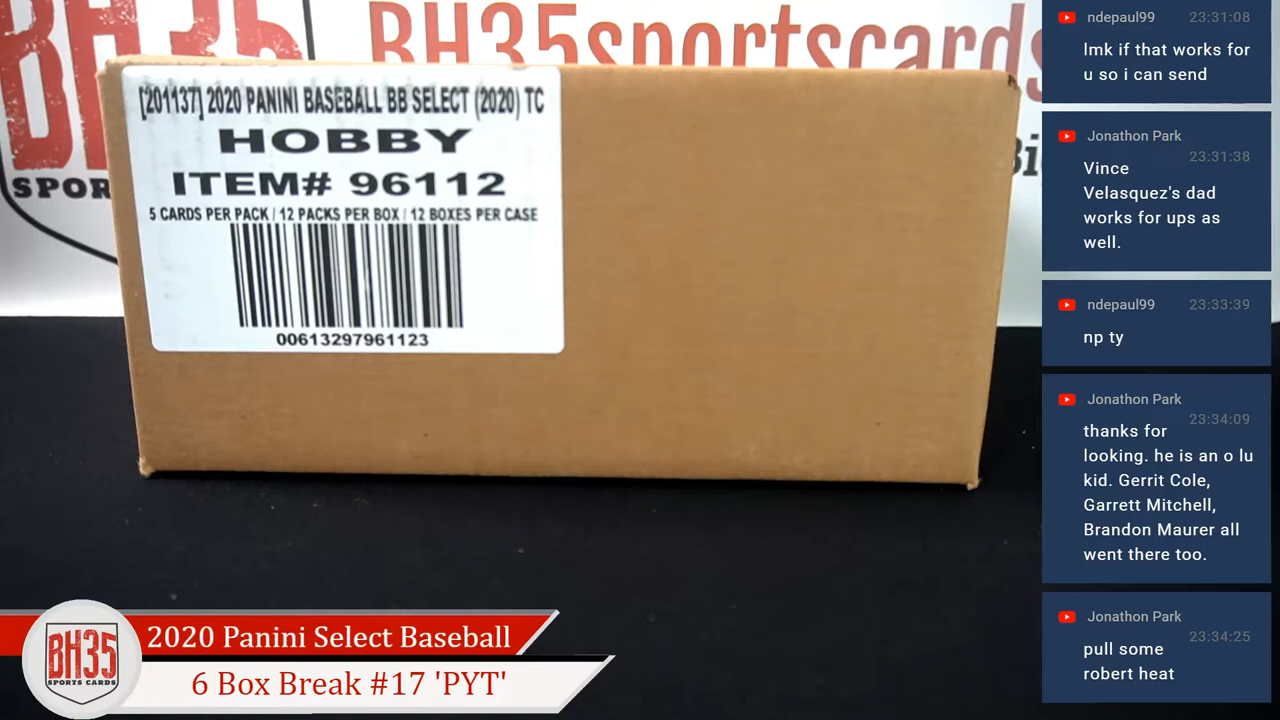 BH35sportscards
BH35
SPOR
Bi
[201137] 2020 PANINI BASEBALL BB SELECT (2020) TC
HOBBY
ITEM# 96112
5 CARDS PER PACK / 12 PACKS PER BOX / 12 BOXES PER CASE
00613297961123
BH35
SPORTS CARDS
2020 Panini Select Baseball
6 Box Break #17 'PYT'
ndepaul99 23:31:08
lmk if that works for
u so i can send
Jonathon Park
23:31:38
Vince
Velasquez's dad
works for ups as
well.
ndepaul99 23:33:39
np ty
Jonathon Park
23:34:09
thanks for
looking. he is an o lu
kid. Gerrit Cole,
Garrett Mitchell,
Brandon Maurer all
went there too.
Jonathon Park
23:34:25
pull some
robert heat